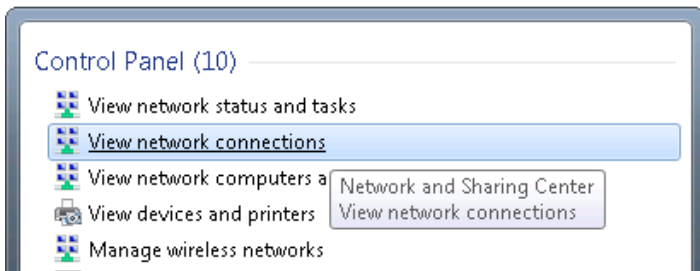 Control Panel (10)
View network status and tasks
View network connections
View network computers a
Network and Sharing Center
View network connections
View devices and printers
Manage wireless networks